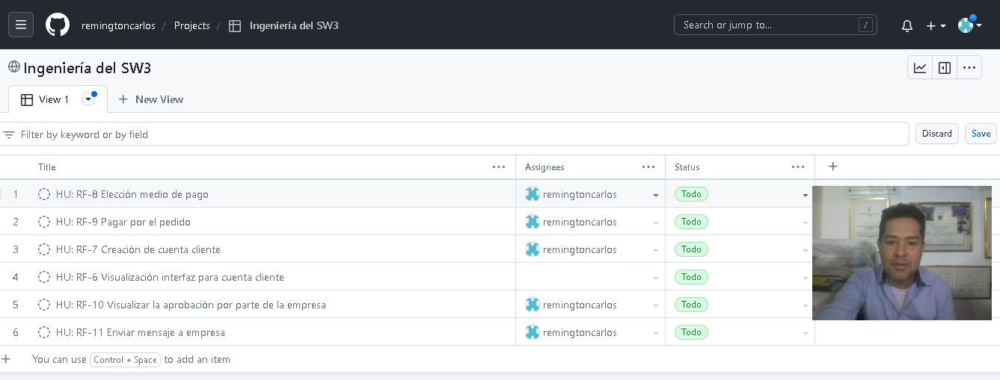 remingtoncarlos / Projects / Ingeniería del SW3 Search or jump to... /
Ingeniería del SW3
View 1 New View
Filter by keyword or by field Discard Save
Title Assignees Status
1 HU: RF-8 Elección medio de pago remingtoncarlos Todo
2 HU: RF-9 Pagar por el pedido remingtoncarlos Todo
3 HU: RF-7 Creación de cuenta cliente remingtoncarlos Todo
4 HU: RF-6 Visualización interfaz para cuenta cliente Todo
5 HU: RF-10 Visualizar la aprobación por parte de la empresa remingtoncarlos Todo
6 HU: RF-11 Enviar mensaje a empresa remingtoncarlos Todo
+ You can use Control + Space to add an item